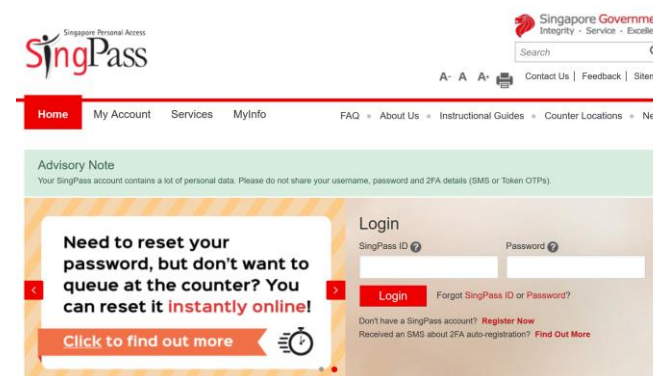 Singapore Personal Access
SingPass
Singapore Governme
Integrity · Service · Excelle
Search
A- A A+ Contact Us | Feedback | Sitem
Home My Account Services MyInfo FAQ About Us Instructional Guides Counter Locations Ne
Advisory Note
Your SingPass account contains a lot of personal data. Please do not share your username, password and 2FA details (SMS or Token OTPs).
Need to reset your
password, but don't want to
queue at the counter? You
can reset it instantly online!
Click to find out more
Login
SingPass ID ? Password ?
Login Forgot SingPass ID or Password?
Don't have a SingPass account? Register Now
Received an SMS about 2FA auto-registration? Find Out More